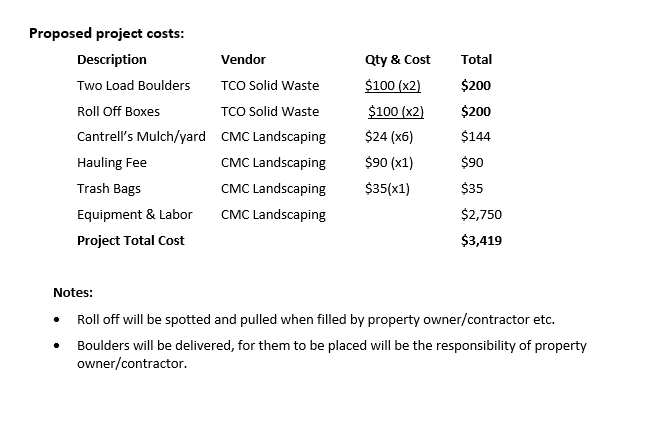 Proposed project costs:
Description Vendor Qty & Cost Total
Two Load Boulders TCO Solid Waste $100 (x2) $200
Roll Off Boxes TCO Solid Waste $100 (x2) $200
Cantrell's Mulch/yard CMC Landscaping $24 (x6) $144
Hauling Fee CMC Landscaping $90 (x1) $90
Trash Bags CMC Landscaping $35(x1) $35
Equipment & Labor CMC Landscaping $2,750
Project Total Cost $3,419
Notes:
• Roll off will be spotted and pulled when filled by property owner/contractor etc.
• Boulders will be delivered, for them to be placed will be the responsibility of property
owner/contractor.